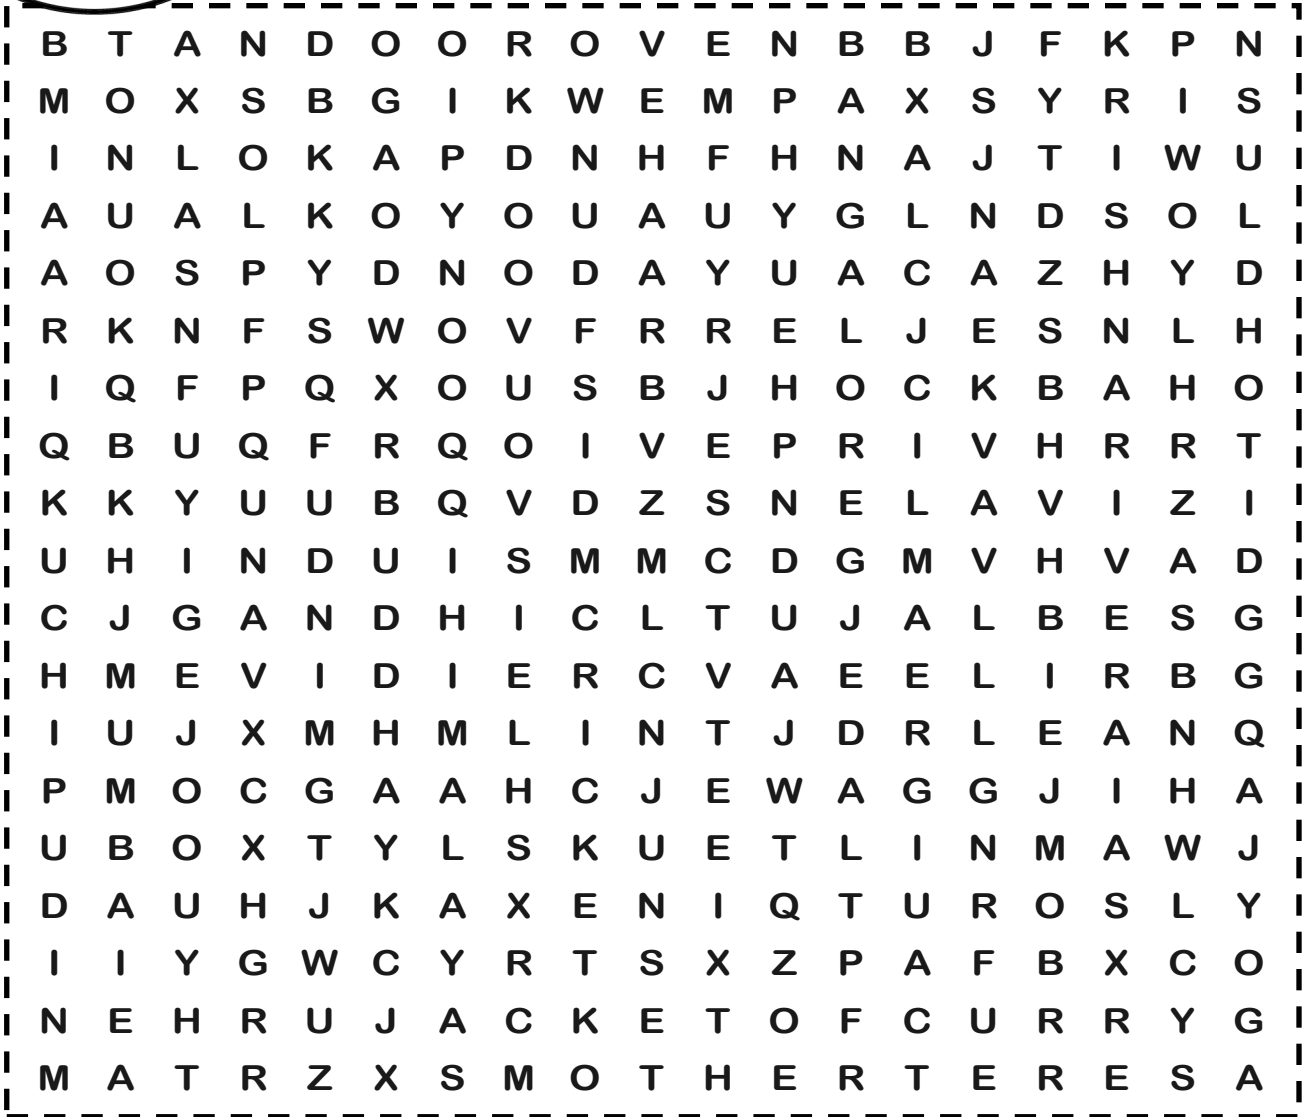 B T A N D O O R O V E N B B J F K P N
M O X S B G I K W E M P A X S Y R I S
I N L O K A P D N H F H N A J T I W U
A U A L K O Y O U A U Y G L N D S O L
A O S P Y D N O D A Y U A C A Z H Y D
R K N F S W O V F R R E L J E S N L H
I Q F P Q X O U S B J H O C K B A H O
Q B U Q F R Q O I V E P R I V H R R T
K K Y U U B Q V D Z S N E L A V I Z I
U H I N D U I S M M C D G M V H V A D
C J G A N D H I C L T U J A L B E S G
H M E V I D I E R C V A E E L I R B G
I U J X M H M L I N T J D R L E A N Q
P M O C G A A H C J E W A G G J I H A
U B O X T Y L S K U E T L I N M A W J
D A U H J K A X E N I Q T U R O S L Y
I I Y G W C Y R T S X Z P A F B X C O
N E H R U J A C K E T O F C U R R Y G
M A T R Z X S M O T H E R T E R E S A